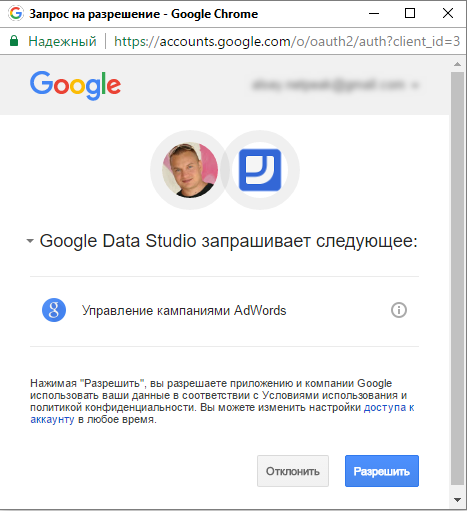 Запрос на разрешение - Google Chrome
Надежный https://accounts.google.com/o/oauth2/auth?client_id=3
Google
Google Data Studio запрашивает следующее:
Управление кампаниями AdWords
Нажимая "Разрешить", вы разрешаете приложению и компании Google
использовать ваши данные в соответствии с Условиями использования и
политикой конфиденциальности. Вы можете изменить настройки доступа к
аккаунту в любое время.
Отклонить Разрешить